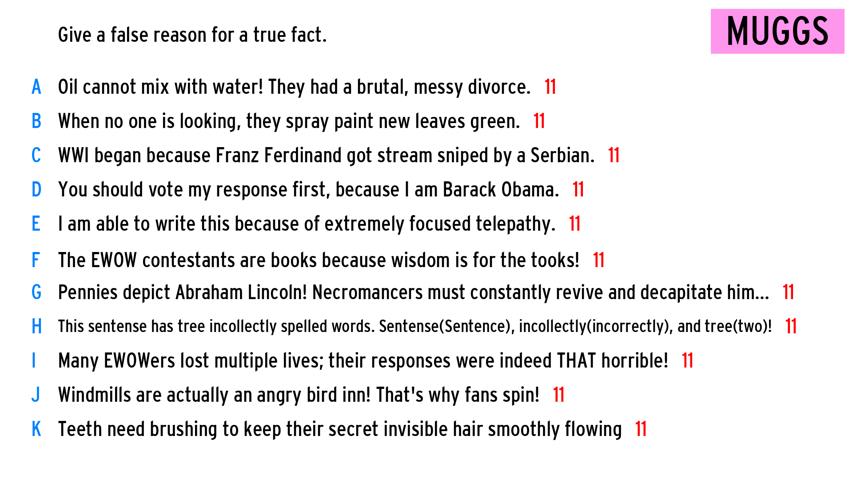 Give a false reason for a true fact.
MUGGS
A Oil cannot mix with water! They had a brutal, messy divorce. 11
B When no one is looking, they spray paint new leaves green. 11
C WWI began because Franz Ferdinand got stream sniped by a Serbian. 11
D You should vote my response first, because I am Barack Obama. 11
E I am able to write this because of extremely focused telepathy. 11
F The EWOW contestants are books because wisdom is for the tooks! 11
G Pennies depict Abraham Lincoln! Necromancers must constantly revive and decapitate him... 11
H This sentense has tree incollectly spelled words. Sentense(Sentence), incollectly(incorrectly), and tree(two)! 11
I Many EWOWers lost multiple lives; their responses were indeed THAT horrible! 11
J Windmills are actually an angry bird inn! That's why fans spin! 11
K Teeth need brushing to keep their secret invisible hair smoothly flowing 11